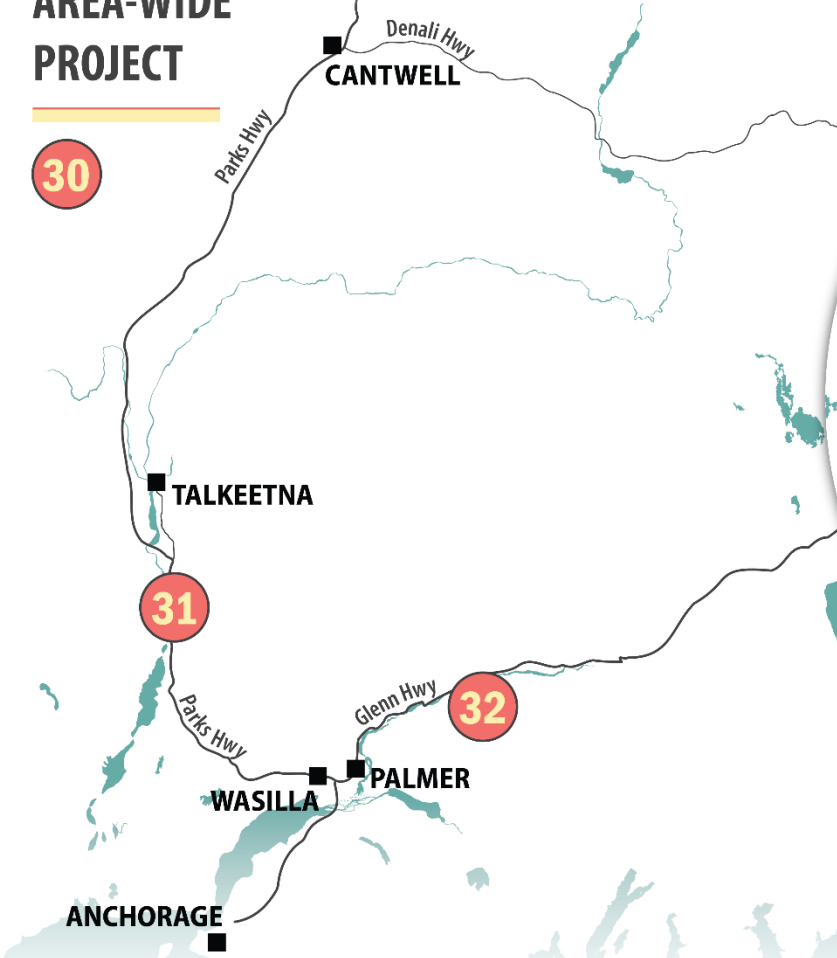 AREA-WIDE
PROJECT
30
Denali Hwy
CANTWELL
Parks Hwy
TALKEETNA
31
Parks Hwy
Glenn Hwy
32
PALMER
WASILLA
ANCHORAGE